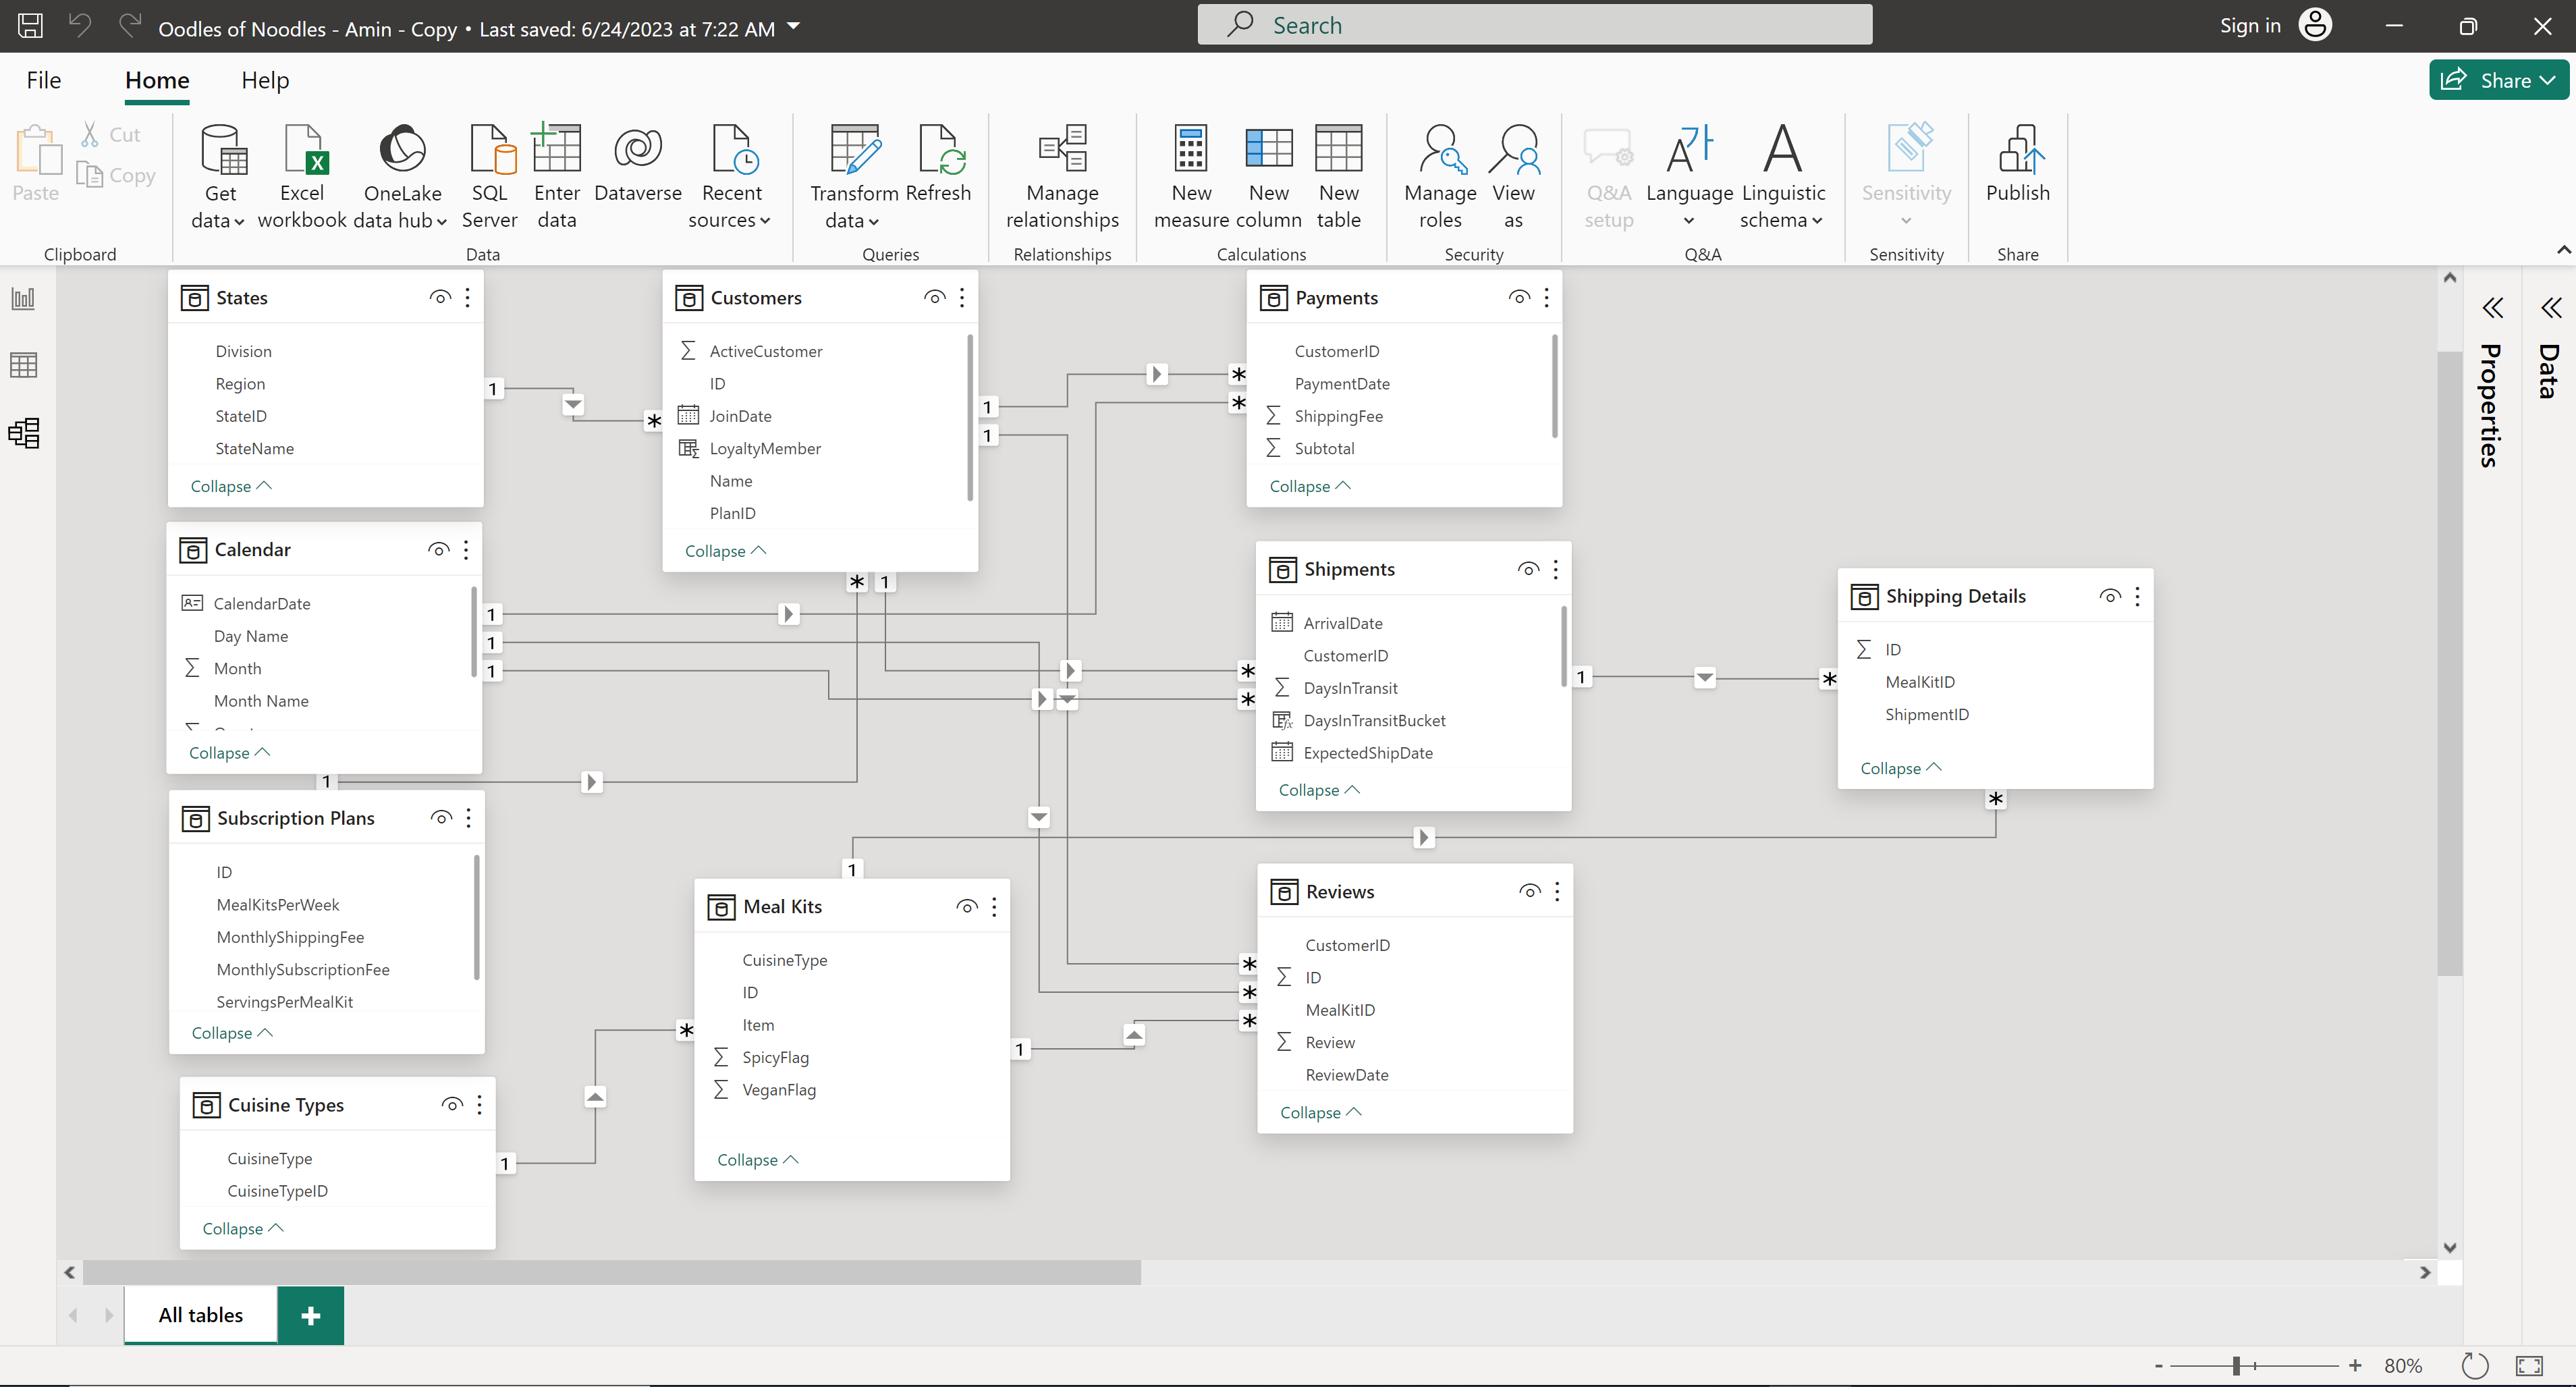 Oodles of Noodles - Amin - Copy • Last saved: 6/24/2023 at 7:22 AM
Search
Sign in
File
Home
Help
Share
Paste
Cut
Copy
Clipboard
Get data
Excel workbook
OneLake data hub
SQL Server
Enter data
Dataverse
Recent sources
Data
Transform data
Refresh
Queries
Manage relationships
Relationships
New measure
New column
New table
Calculations
Manage roles
View as
Security
Q&A setup
Language
Linguistic schema
Q&A
Sensitivity
Sensitivity
Publish
Share
States
Division
Region
StateID
StateName
Collapse
1
*
Customers
ActiveCustomer
ID
JoinDate
LoyaltyMember
Name
PlanID
Collapse
1
1
* 1
*
*
Payments
CustomerID
PaymentDate
ShippingFee
Subtotal
Collapse
Calendar
CalendarDate
Day Name
Month
Month Name
Collapse
1
1
1
*
*
Shipments
ArrivalDate
CustomerID
DaysInTransit
DaysInTransitBucket
ExpectedShipDate
Collapse
1
*
Shipping Details
ID
MealKitID
ShipmentID
Collapse
*
1
Subscription Plans
ID
MealKitsPerWeek
MonthlyShippingFee
MonthlySubscriptionFee
ServingsPerMealKit
Collapse
1
Meal Kits
CuisineType
ID
Item
SpicyFlag
VeganFlag
Collapse
*
1
*
*
*
Reviews
CustomerID
ID
MealKitID
Review
ReviewDate
Collapse
Cuisine Types
CuisineType
CuisineTypeID
Collapse
1
Properties
Data
All tables
+
- + 80%